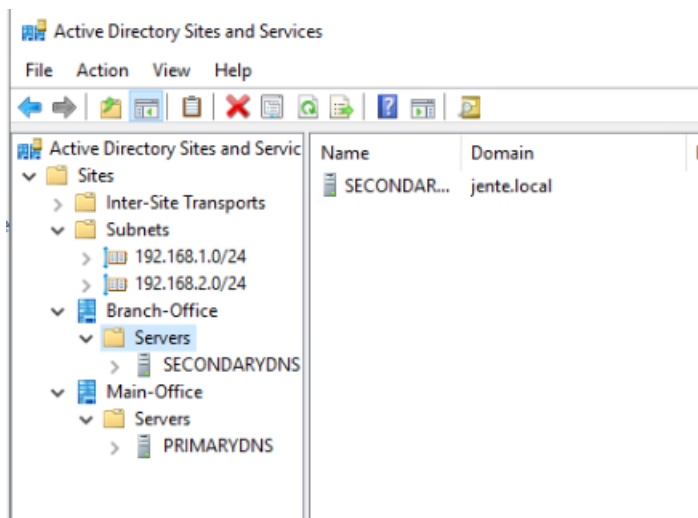 Active Directory Sites and Services
File Action View Help
Active Directory Sites and Servic
Sites
Inter-Site Transports
Subnets
192.168.1.0/24
192.168.2.0/24
Branch-Office
Servers
SECONDARYDNS
Main-Office
Servers
PRIMARYDNS
Name Domain
SECONDAR... jente.local